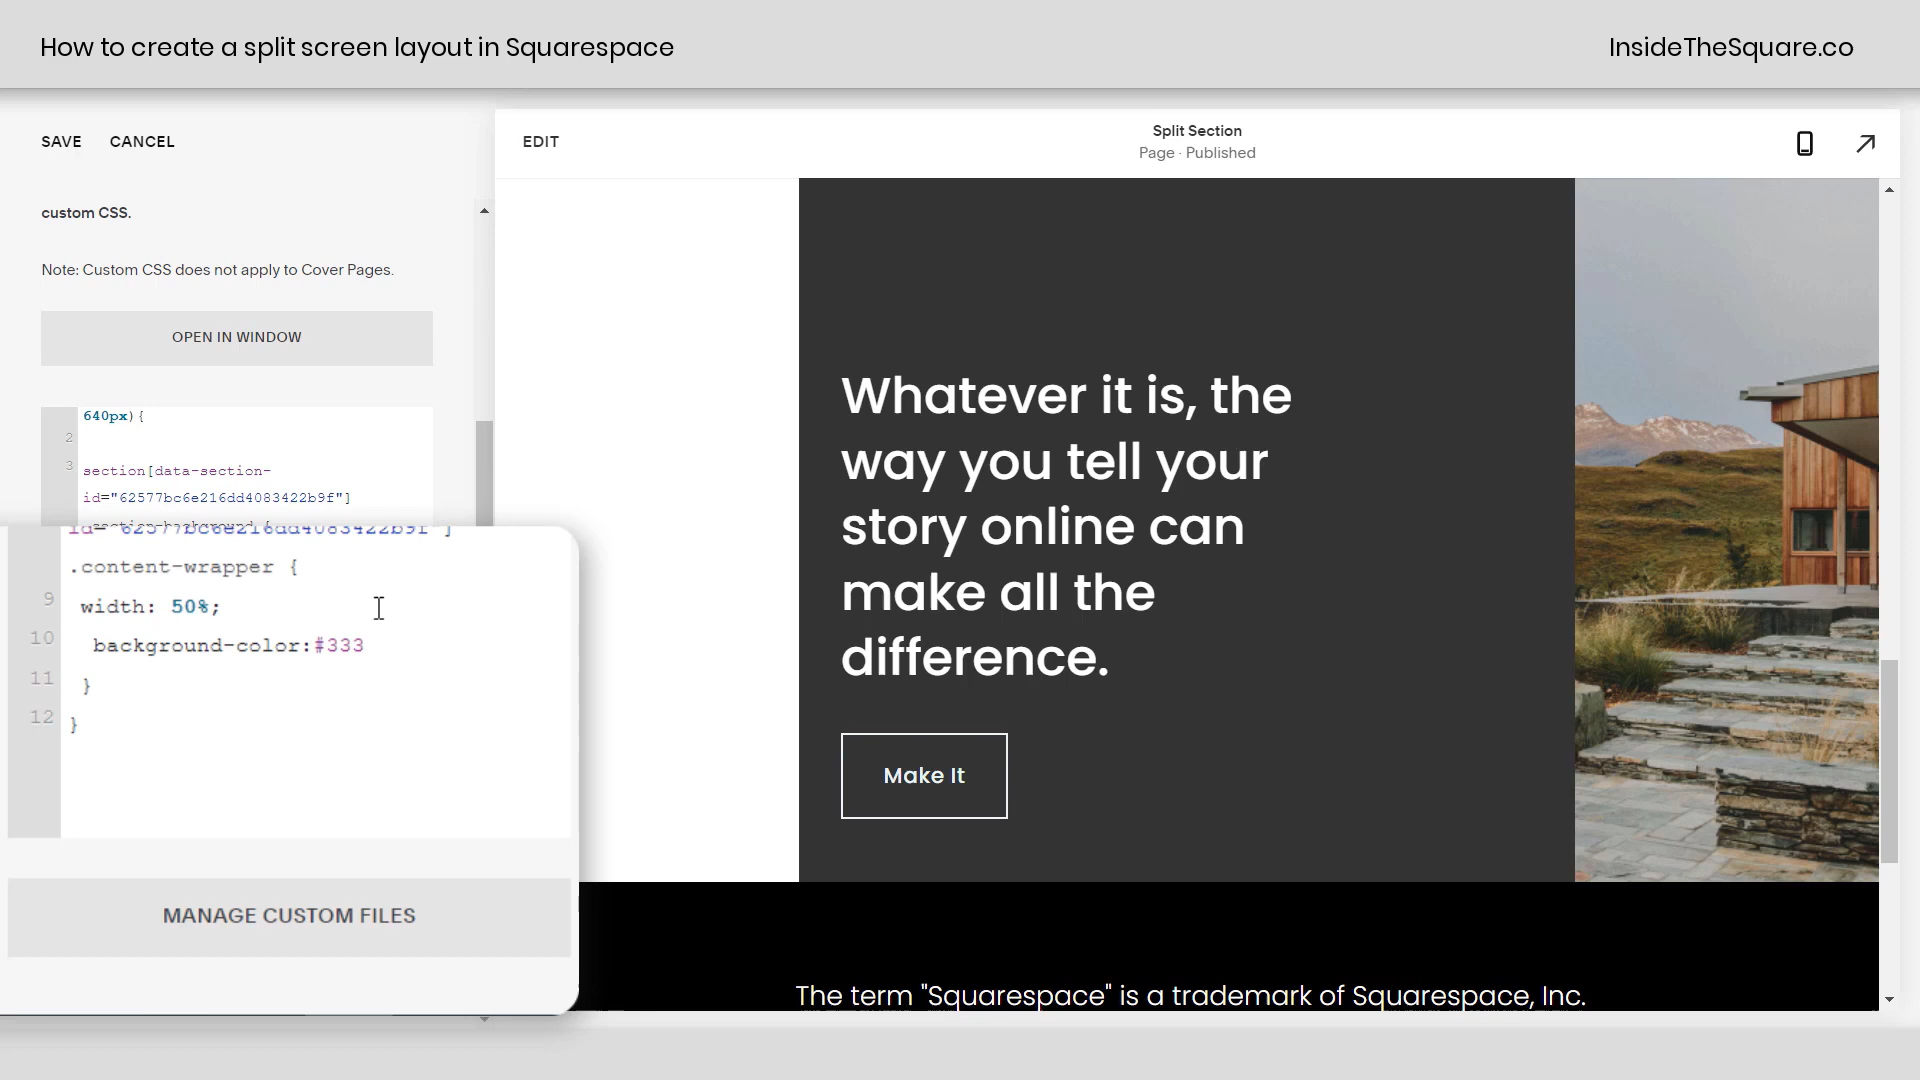 How to create a split screen layout in Squarespace
InsideTheSquare.co
SAVE CANCEL
EDIT
Split Section
Page · Published
custom CSS.
Note: Custom CSS does not apply to Cover Pages.
OPEN IN WINDOW
640px){
2
3 section[data-section-
id="62577bc6e216dd4083422b9f"]
.section-background {
id="62577bc6e216dd4083422b9f"]
.content-wrapper {
9 width: 50%;
10 background-color:#333
11 }
12 }
MANAGE CUSTOM FILES
Whatever it is, the
way you tell your
story online can
make all the
difference.
Make It
The term "Squarespace" is a trademark of Squarespace, Inc.